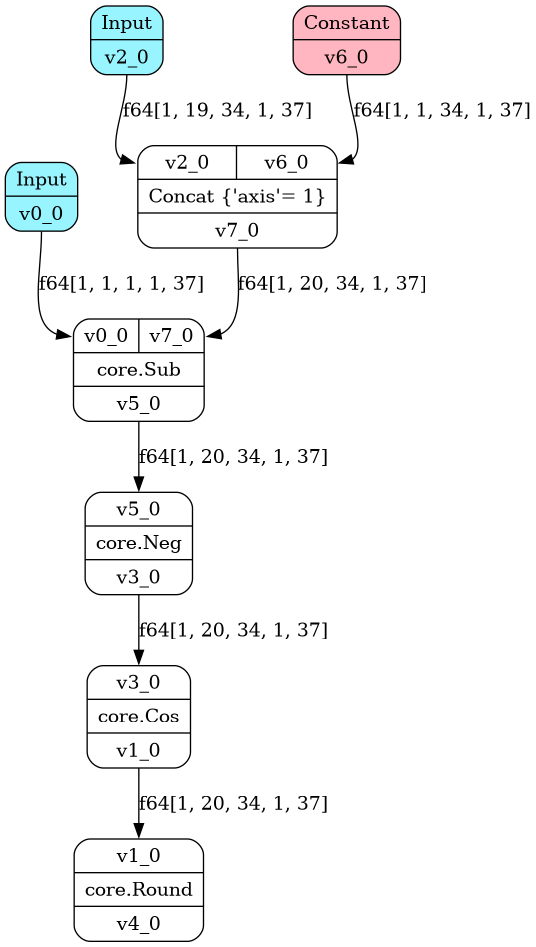 Input
v2_0
Constant
v6_0
f64[1, 19, 34, 1, 37]
f64[1, 1, 34, 1, 37]
v2_0 v6_0
Concat {'axis'= 1}
v7_0
Input
v0_0
f64[1, 1, 1, 1, 37]
f64[1, 20, 34, 1, 37]
v0_0 v7_0
core.Sub
v5_0
f64[1, 20, 34, 1, 37]
v5_0
core.Neg
v3_0
f64[1, 20, 34, 1, 37]
v3_0
core.Cos
v1_0
f64[1, 20, 34, 1, 37]
v1_0
core.Round
v4_0